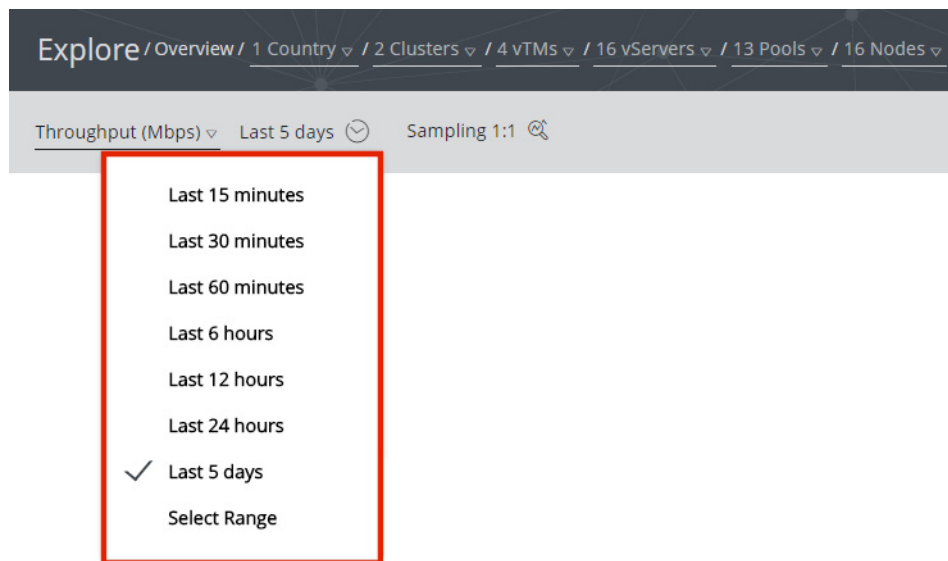 Explore / Overview / 1 Country / 2 Clusters / 4 vTMs / 16 vServers / 13 Pools / 16 Nodes
Throughput (Mbps) Last 5 days Sampling 1:1
Last 15 minutes
Last 30 minutes
Last 60 minutes
Last 6 hours
Last 12 hours
Last 24 hours
Last 5 days
Select Range